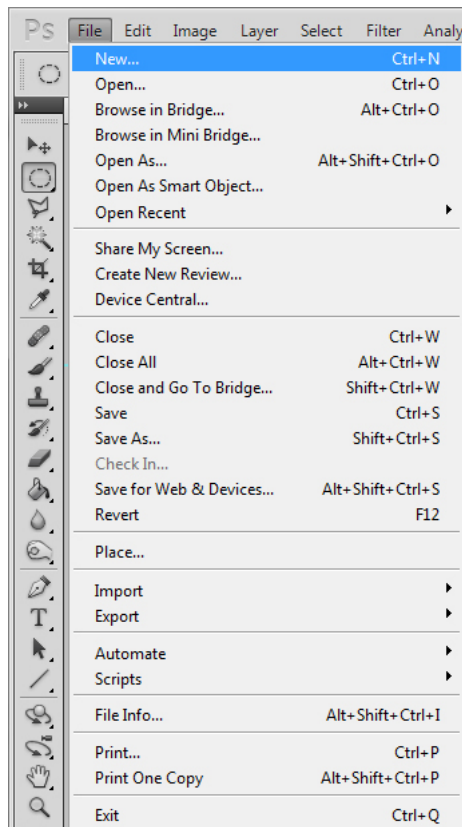 Ps File Edit Image Layer Select Filter Analy
New... Ctrl+N
Open... Ctrl+O
Browse in Bridge... Alt+Ctrl+O
Browse in Mini Bridge...
Open As... Alt+Shift+Ctrl+O
Open As Smart Object...
Open Recent
Share My Screen...
Create New Review...
Device Central...
Close Ctrl+W
Close All Alt+Ctrl+W
Close and Go To Bridge... Shift+Ctrl+W
Save Ctrl+S
Save As... Shift+Ctrl+S
Check In...
Save for Web & Devices... Alt+Shift+Ctrl+S
Revert F12
Place...
Import
Export
Automate
Scripts
File Info... Alt+Shift+Ctrl+I
Print... Ctrl+P
Print One Copy Alt+Shift+Ctrl+P
Exit Ctrl+Q